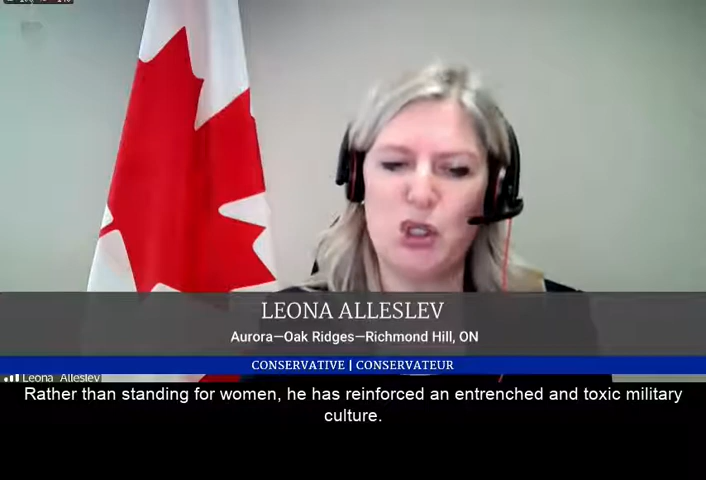 LEONA ALLESLEV
Aurora—Oak Ridges—Richmond Hill, ON
CONSERVATIVE | CONSERVATEUR
Leona Alleslev
Rather than standing for women, he has reinforced an entrenched and toxic military
culture.